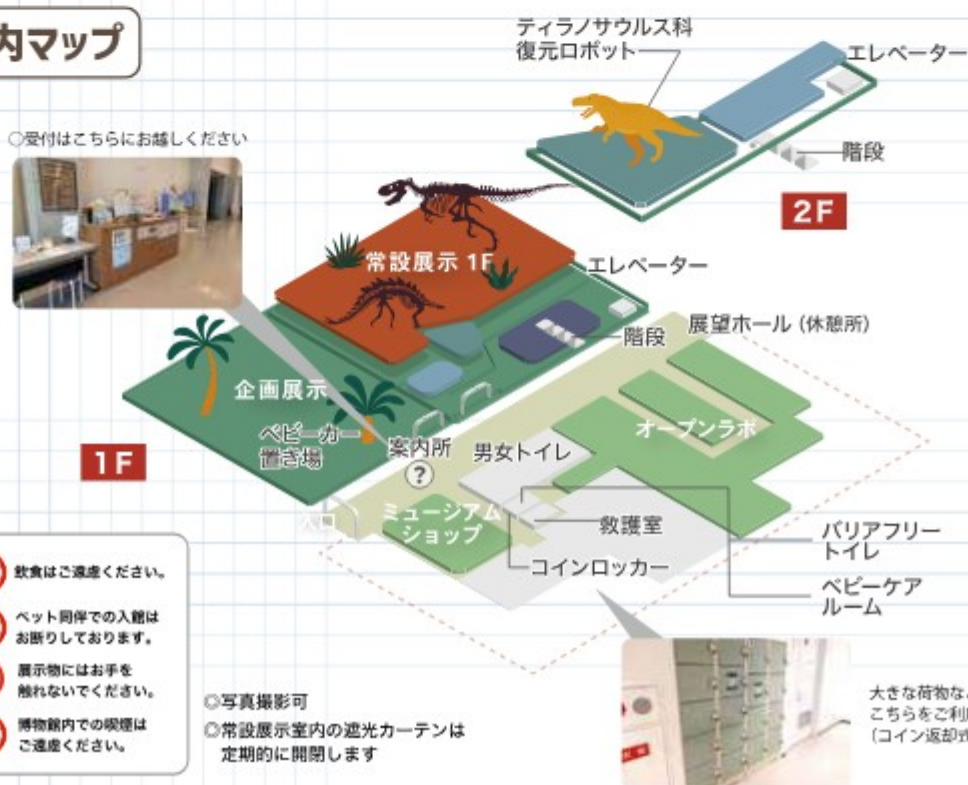 内マップ
○受付はこちらにお越しください
ティラノサウルス科
復元ロボット
エレベーター
階段
2F
常設展示 1F
エレベーター
階段
展望ホール（休憩所）
企画展示
ベビーカー
置き場
案内所
?
男女トイレ
オープンラボ
1F
入口
ミュージアム
ショップ
救護室
コインロッカー
バリアフリー
トイレ
ベビーケア
ルーム
飲食はご遠慮ください。
ペット同伴での入館は
お断りしております。
展示物にはお手を
触れないでください。
博物館内での喫煙は
ご遠慮ください。
◎写真撮影可
◎常設展示室内の遮光カーテンは
定期的に開閉します
大きな荷物な
こちらをご利
（コイン返却式